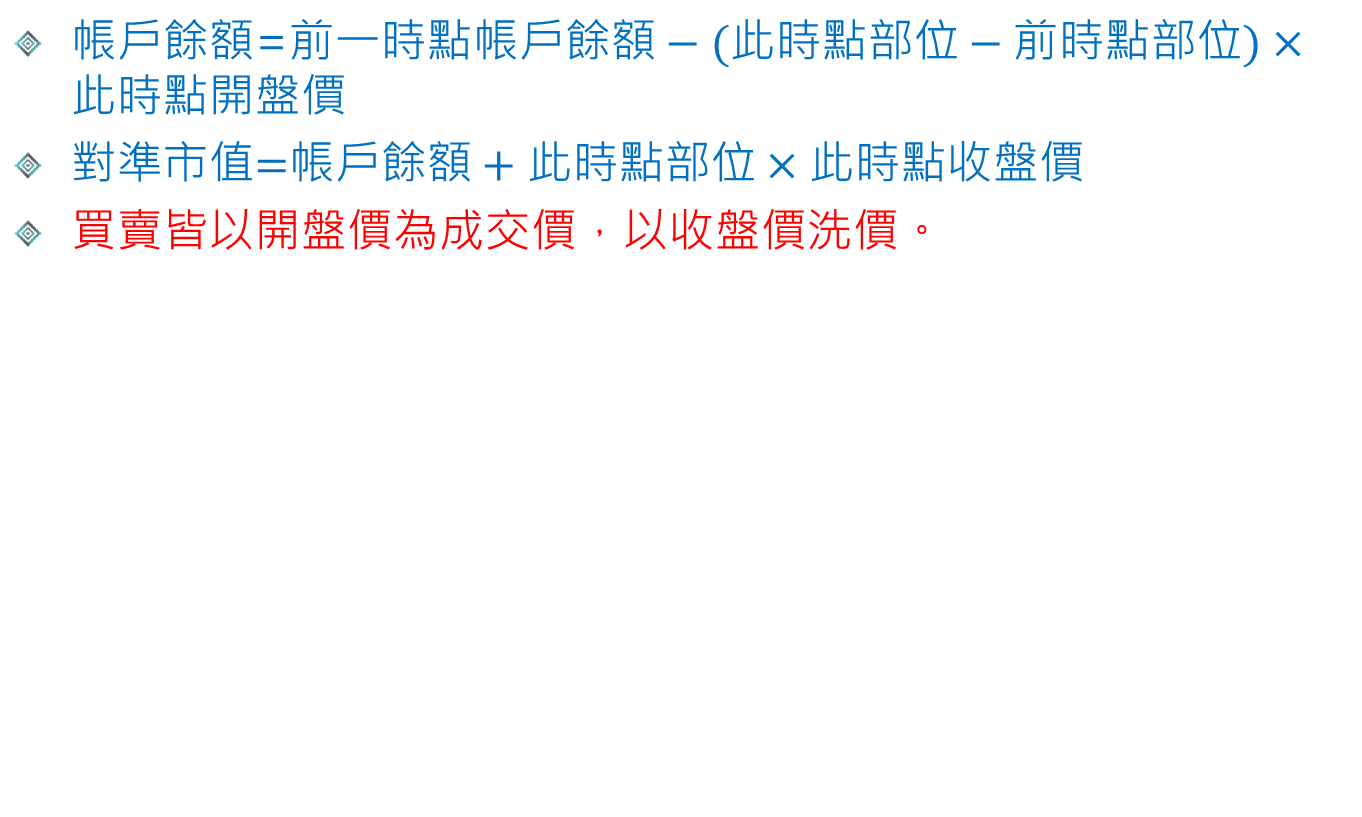 帳戶餘額=前一時點帳戶餘額 − (此時點部位 − 前時點部位) ×
此時點開盤價
對準市值=帳戶餘額 + 此時點部位 × 此時點收盤價
買賣皆以開盤價為成交價，以收盤價洗價。